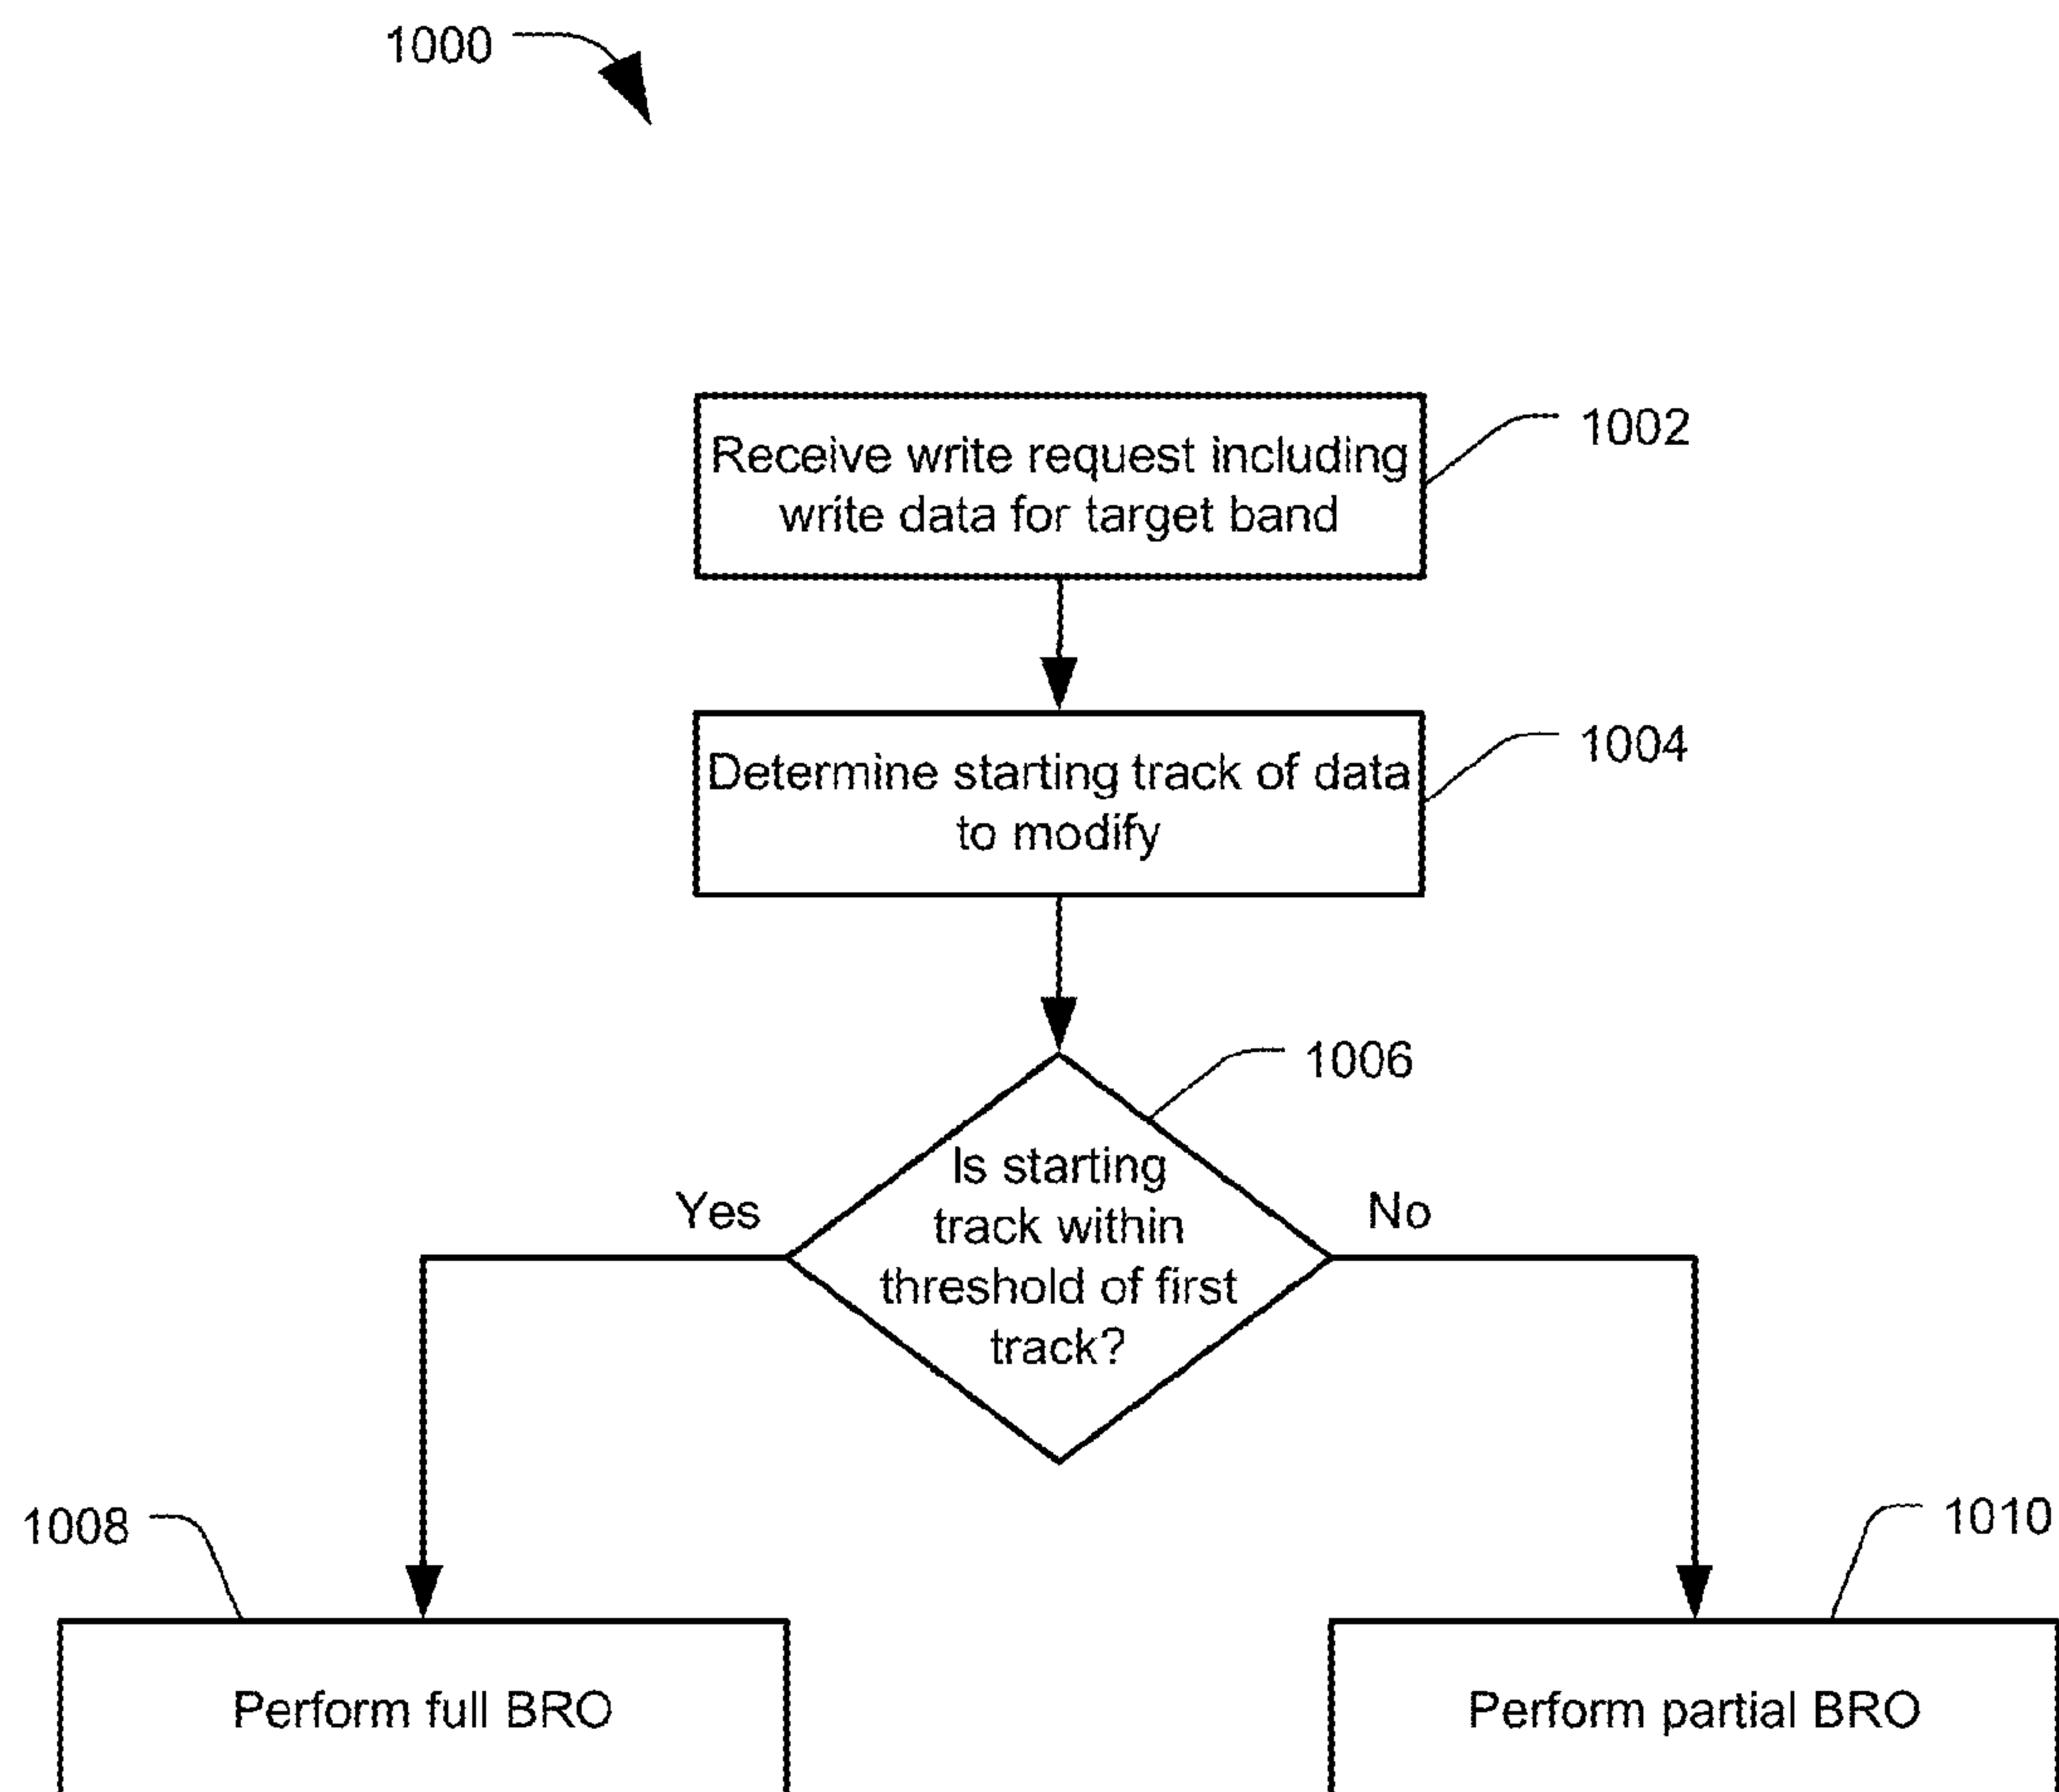 1000
Receive write request including
write data for target band
1002
Determine starting track of data
to modify
1004
1006
Is starting
track within
threshold of first
track?
Yes
No
1008
1010
Perform full BRO
Perform partial BRO